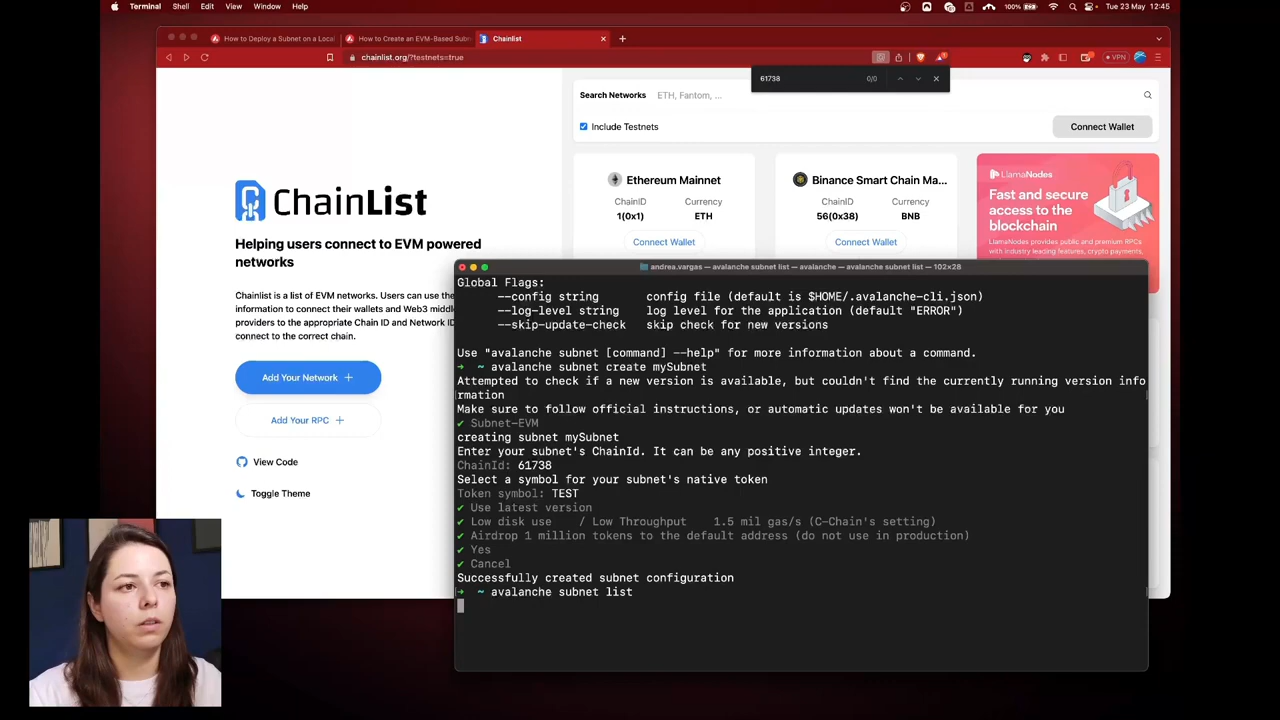 Terminal Shell Edit View Window Help
100%
Tue 23 May 12:45
How to Deploy a Subnet on a Local
How to Create an EVM-Based Subn
Chainlist
chainlist.org/?testnets=true
VPN
61738 0/0
Search Networks ETH, Fantom, ...
Include Testnets
Connect Wallet
ChainList
Helping users connect to EVM powered
networks
Chainlist is a list of EVM networks. Users can use the
information to connect their wallets and Web3 middl
providers to the appropriate Chain ID and Network ID
connect to the correct chain.
Add Your Network +
Add Your RPC +
View Code
Toggle Theme
Ethereum Mainnet
ChainID Currency
1(0x1) ETH
Connect Wallet
Binance Smart Chain Ma...
ChainID Currency
56(0x38) BNB
Connect Wallet
LlamaNodes
Fast and secure
access to the
blockchain
LlamaNodes provides public and premium RPCs
with industry leading features, crypto payments,
andrea.vargas — avalanche subnet list — avalanche — avalanche subnet list — 102×28
Global Flags:
--config string config file (default is $HOME/.avalanche-cli.json)
--log-level string log level for the application (default "ERROR")
--skip-update-check skip check for new versions
Use "avalanche subnet [command] --help" for more information about a command.
➜ ~ avalanche subnet create mySubnet
Attempted to check if a new version is available, but couldn't find the currently running version info
rmation
Make sure to follow official instructions, or automatic updates won't be available for you
✔ Subnet-EVM
creating subnet mySubnet
Enter your subnet's ChainId. It can be any positive integer.
ChainId: 61738
Select a symbol for your subnet's native token
Token symbol: TEST
✔ Use latest version
✔ Low disk use / Low Throughput 1.5 mil gas/s (C-Chain's setting)
✔ Airdrop 1 million tokens to the default address (do not use in production)
✔ Yes
✔ Cancel
Successfully created subnet configuration
➜ ~ avalanche subnet list